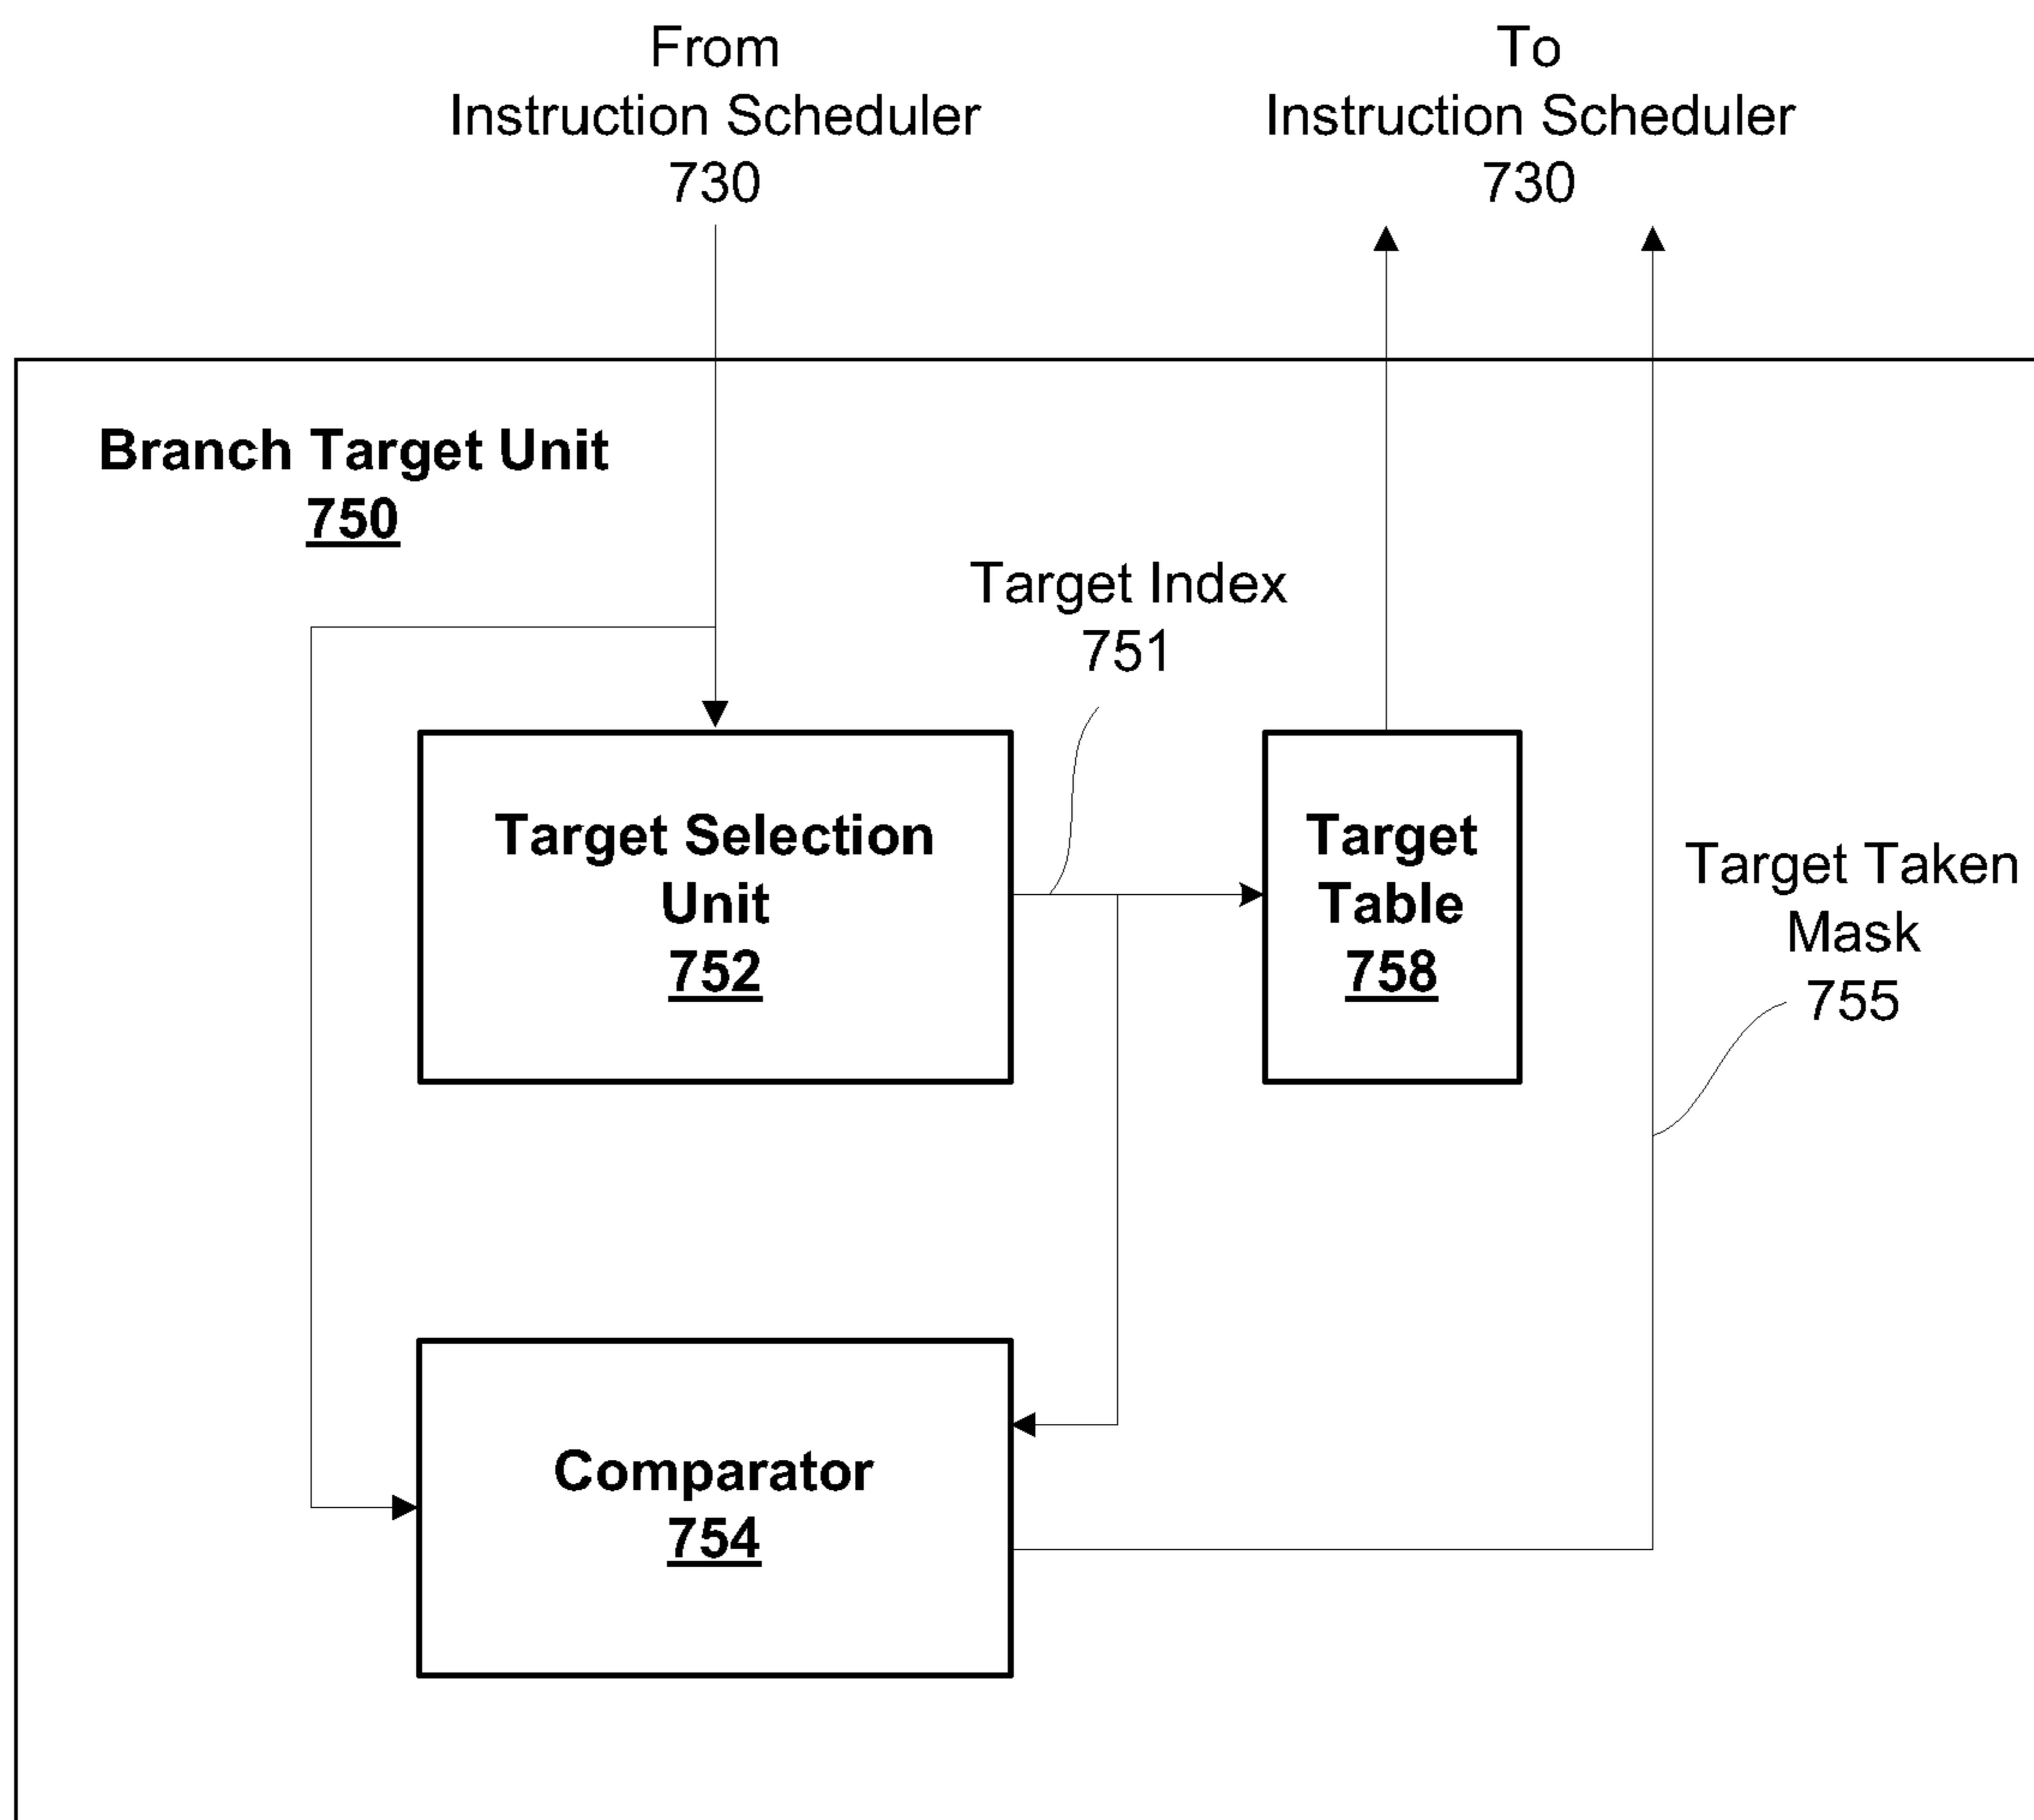 From
Instruction Scheduler
730
To
Instruction Scheduler
730
Branch Target Unit
750
Target Index
751
Target Selection
Unit
752
Target
Table
758
Target Taken
Mask
755
Comparator
754